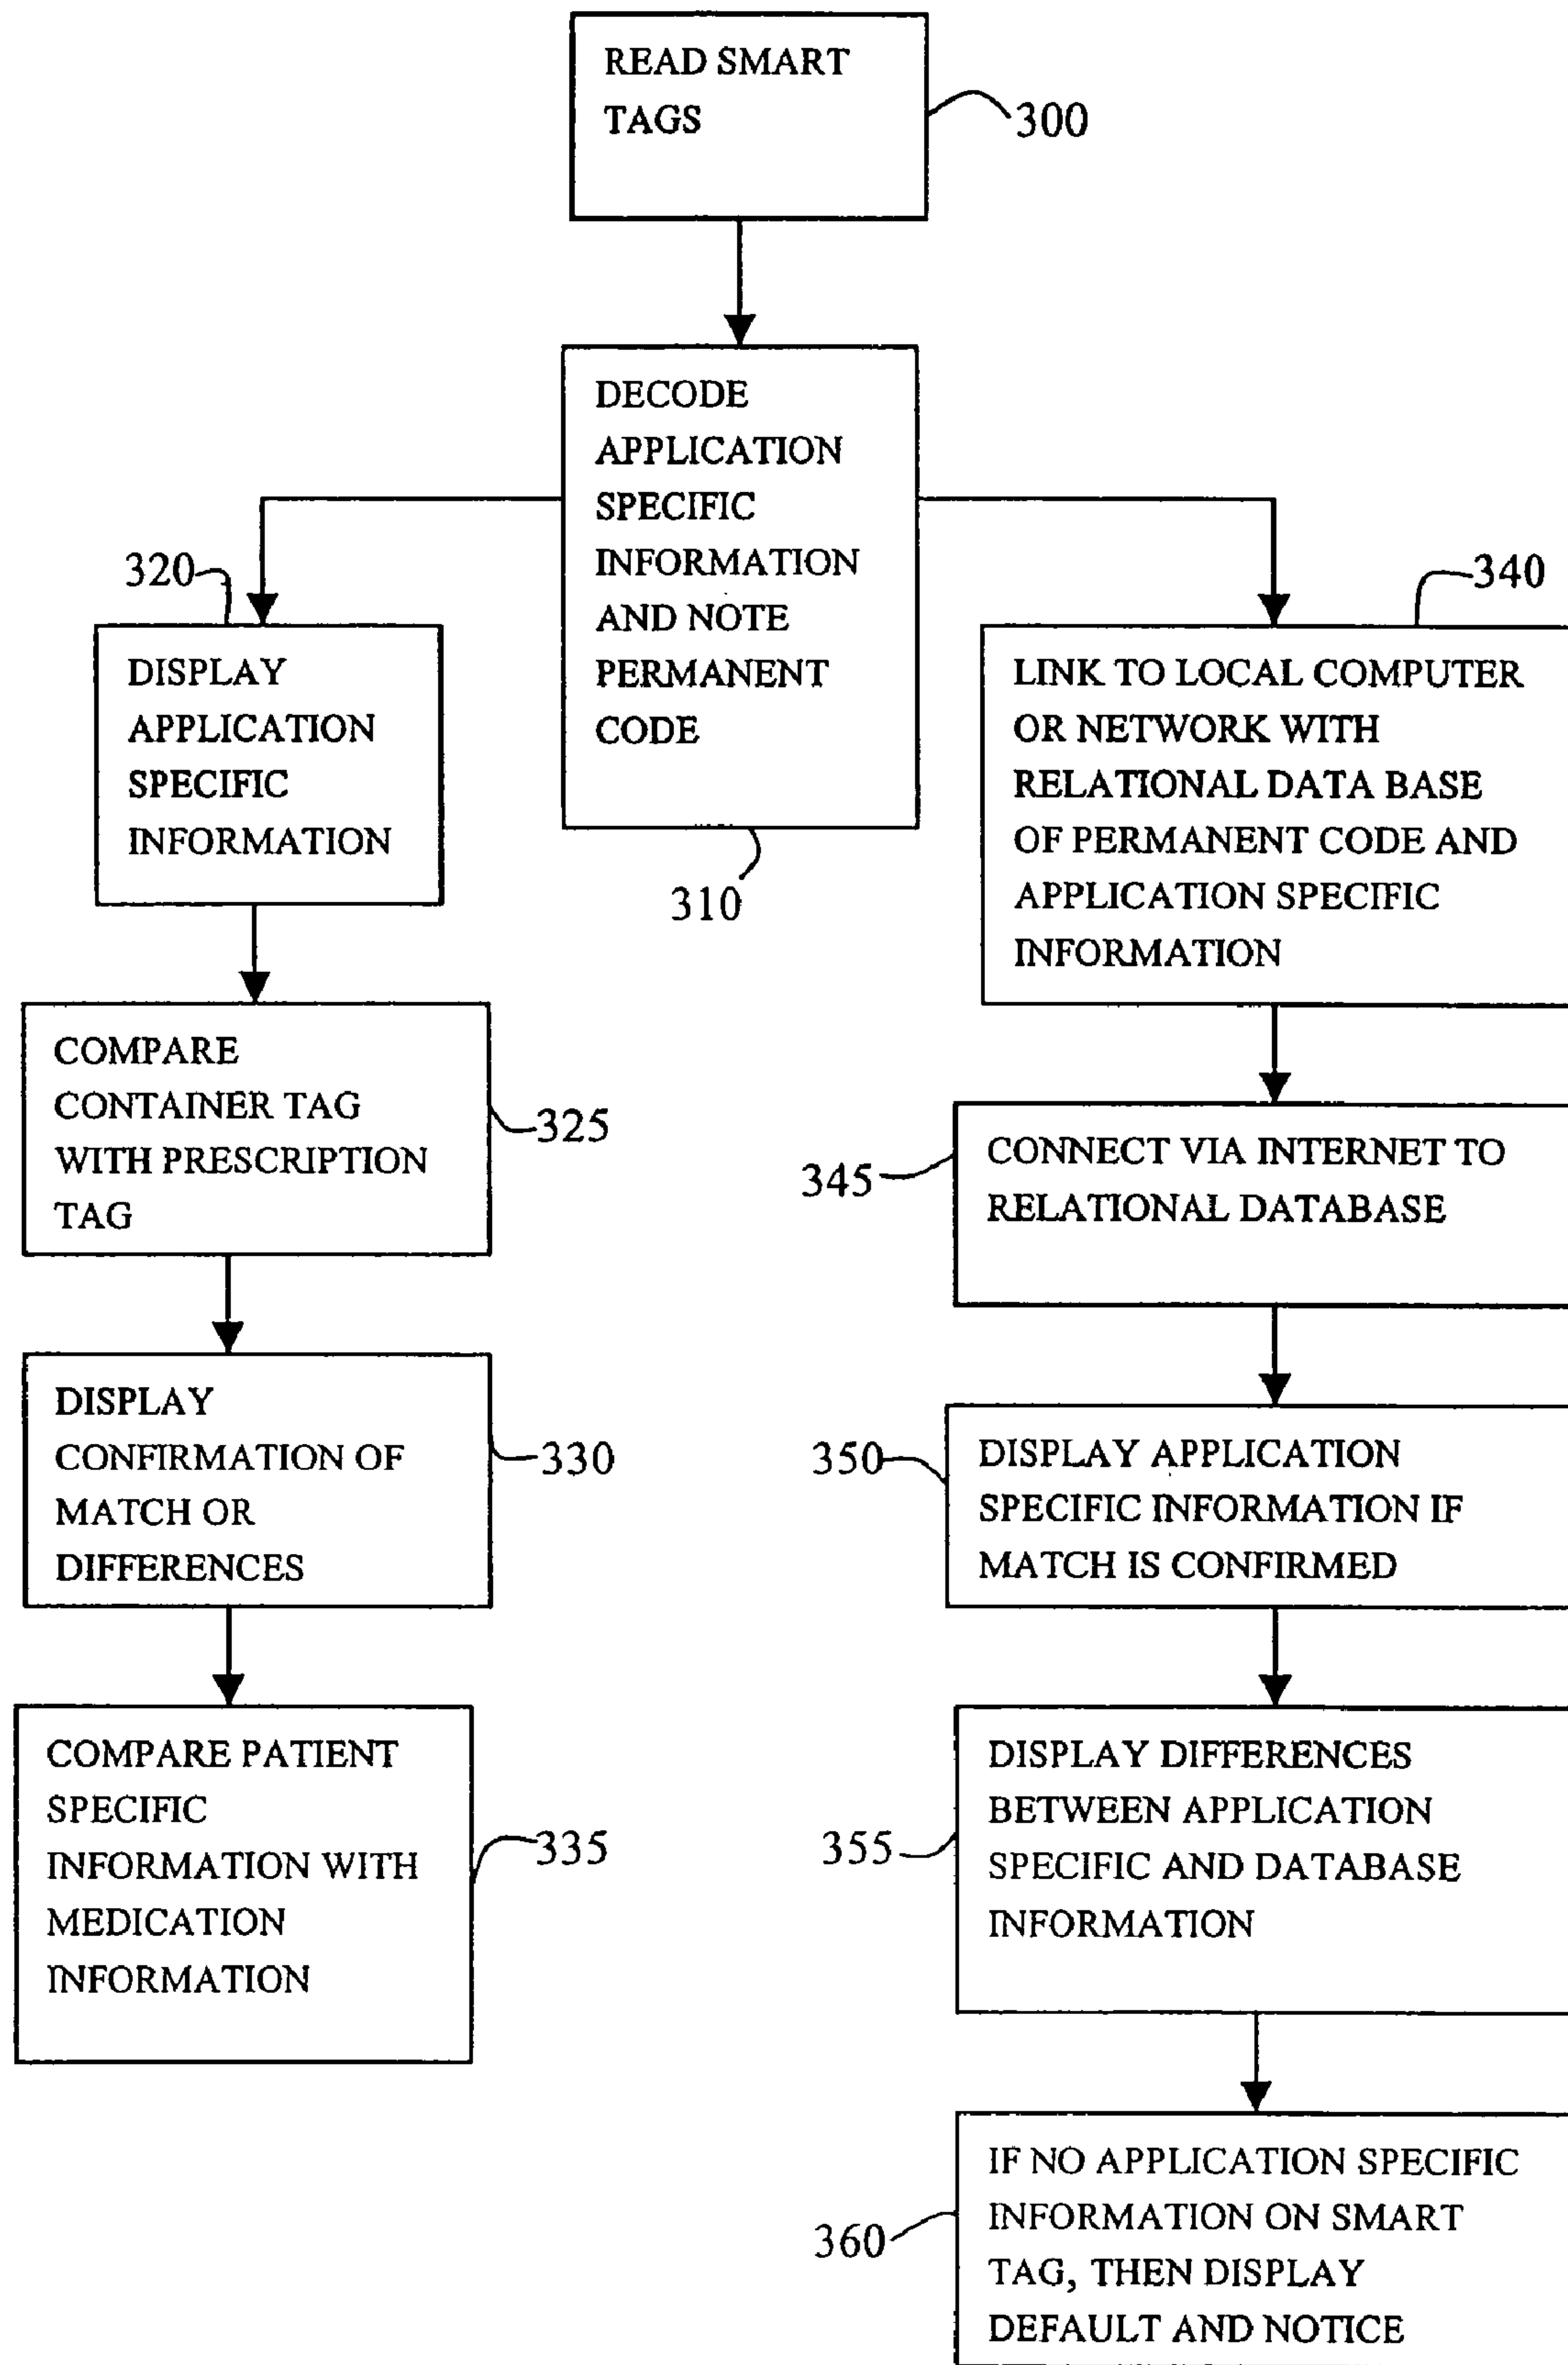 READ SMART
TAGS
300
DECODE
APPLICATION
SPECIFIC
INFORMATION
AND NOTE
PERMANENT
CODE
310
320
DISPLAY
APPLICATION
SPECIFIC
INFORMATION
COMPARE
CONTAINER TAG
WITH PRESCRIPTION
TAG
325
DISPLAY
CONFIRMATION OF
MATCH OR
DIFFERENCES
330
COMPARE PATIENT
SPECIFIC
INFORMATION WITH
MEDICATION
INFORMATION
335
340
LINK TO LOCAL COMPUTER
OR NETWORK WITH
RELATIONAL DATA BASE
OF PERMANENT CODE AND
APPLICATION SPECIFIC
INFORMATION
345
CONNECT VIA INTERNET TO
RELATIONAL DATABASE
350
DISPLAY APPLICATION
SPECIFIC INFORMATION IF
MATCH IS CONFIRMED
355
DISPLAY DIFFERENCES
BETWEEN APPLICATION
SPECIFIC AND DATABASE
INFORMATION
360
IF NO APPLICATION SPECIFIC
INFORMATION ON SMART
TAG, THEN DISPLAY
DEFAULT AND NOTICE